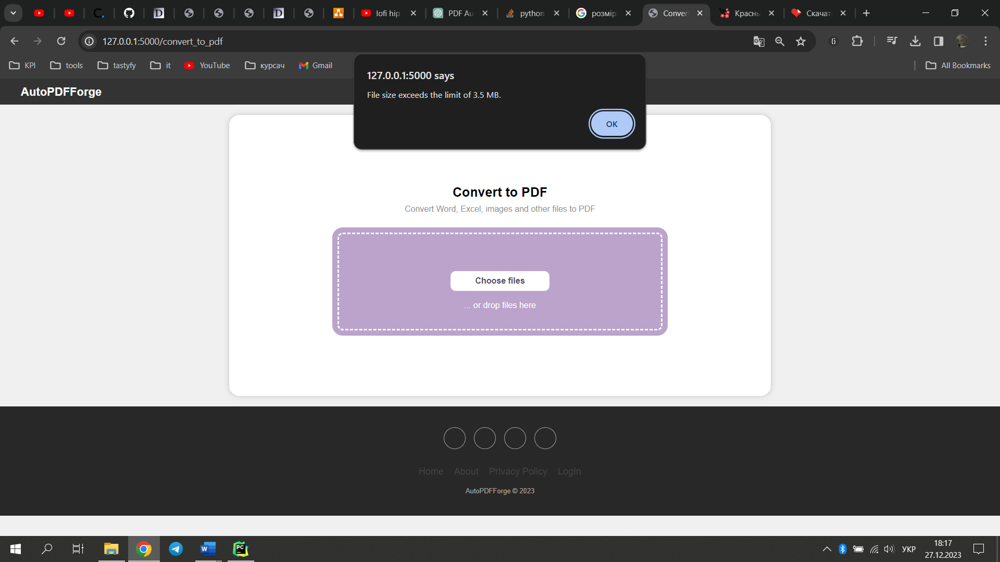 lofi hip
PDF Au
python
розмір
Conver
Красн
Скачат
127.0.0.1:5000/convert_to_pdf
KPI
tools
tastyfy
it
YouTube
курсач
Gmail
All Bookmarks
127.0.0.1:5000 says
File size exceeds the limit of 3.5 MB.
OK
AutoPDFForge
Convert to PDF
Convert Word, Excel, images and other files to PDF
Choose files
... or drop files here
Home About Privacy Policy LogIn
AutoPDFForge © 2023
УКР
18:17
27.12.2023